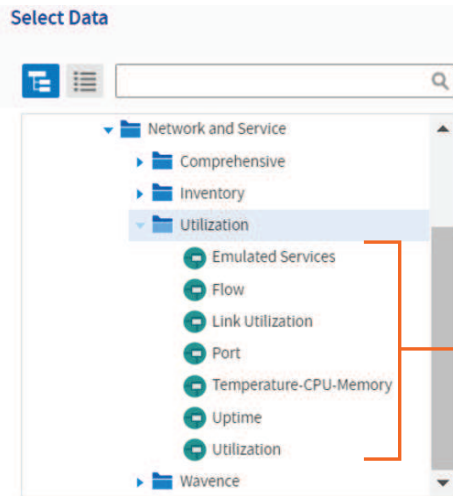 Select Data
Network and Service
Comprehensive
Inventory
Utilization
Emulated Services
Flow
Link Utilization
Port
Temperature-CPU-Memory
Uptime
Utilization
Wavence